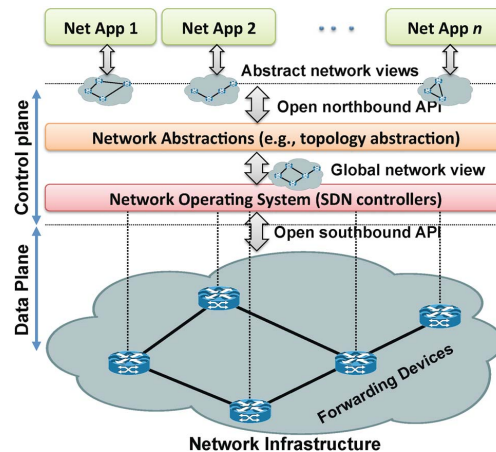 Net App 1
Net App 2
Net App n
Abstract network views
Open northbound API
Network Abstractions (e.g., topology abstraction)
Global network view
Network Operating System (SDN controllers)
Open southbound API
Control plane
Data Plane
Forwarding Devices
Network Infrastructure